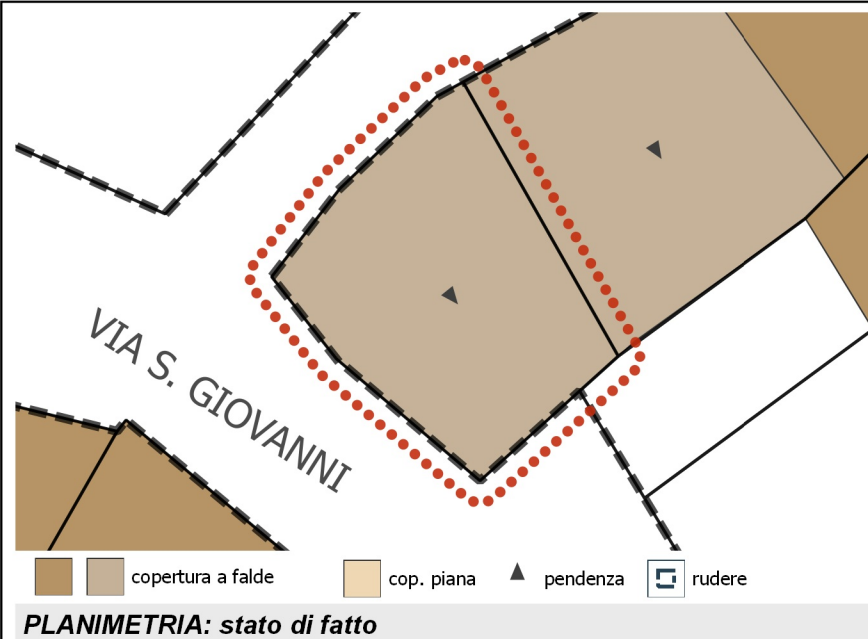 VIA S. GIOVANNI
copertura a falde
cop. piana
pendenza
rudere
PLANIMETRIA: stato di fatto